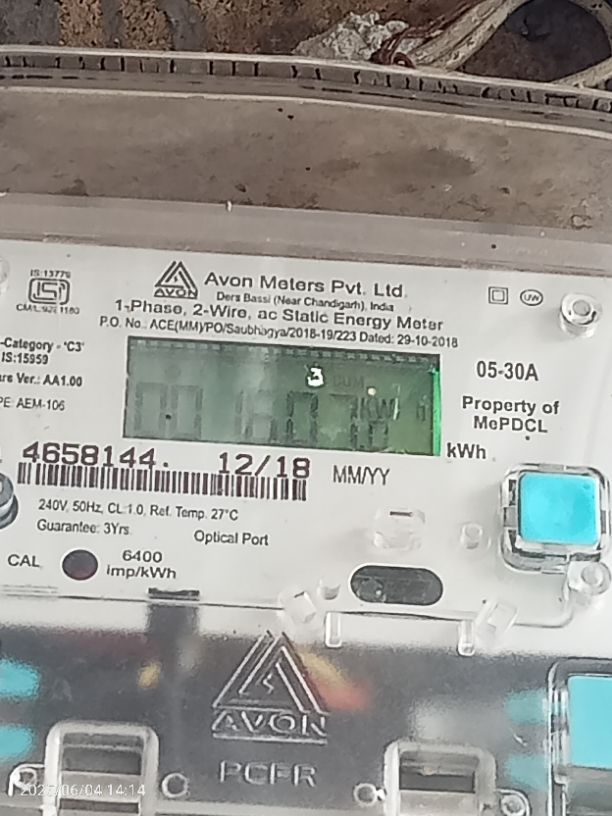 IS:13779
CM/L
Avon Meters Pvt. Ltd.
AVON
Dera Bassi (Near Chandigarh), India
1-Phase, 2-Wire, ac Static Energy Meter
P.O. No.: ACE(MM)/PO/Saubhagya/2018-19/223 Dated: 29-10-2018
UW
-Category - 'C3'
IS:15959
Ver.: AA1.00
PE: AEM-106
CUM
05-30A
Property of
MePDCL
kWh
4658144. 12/18 MM/YY
240V, 50Hz, CL 1.0, Ref. Temp. 27°C
Guarantee: 3Yrs.
Optical Port
CAL
6400
imp/kWh
AVON
06/04 14:14